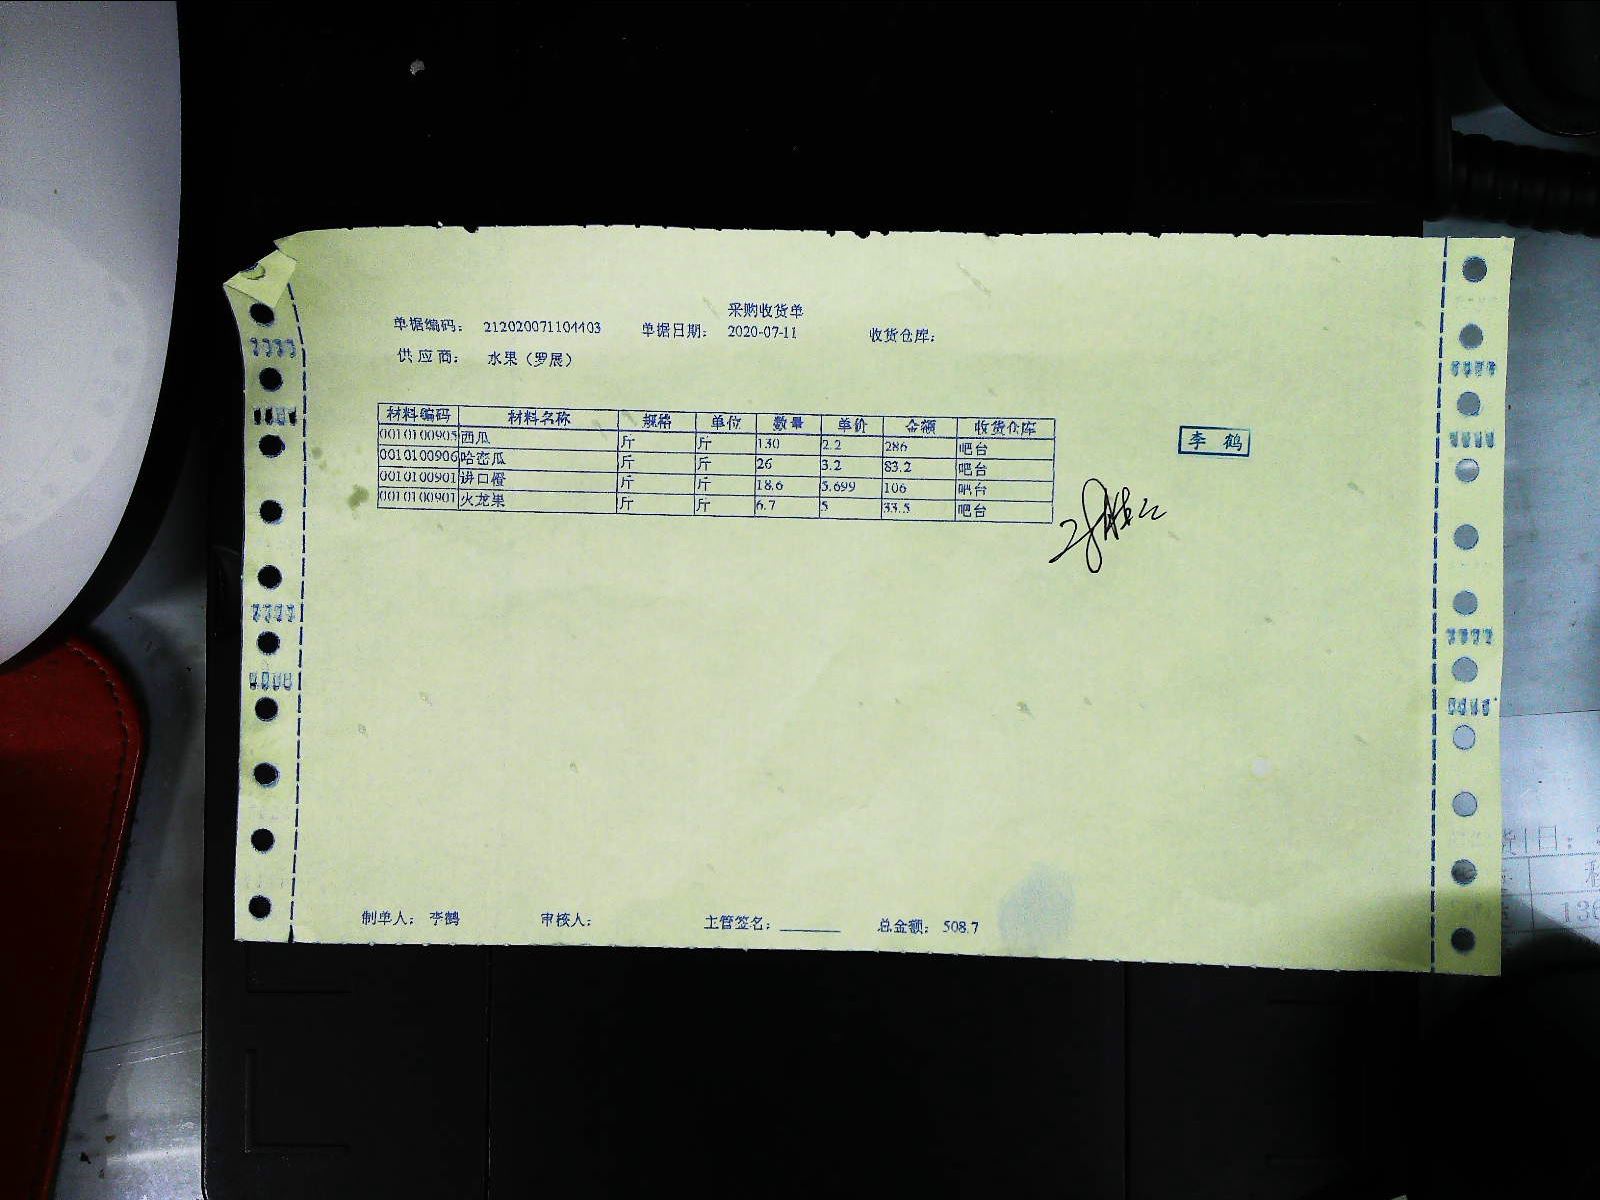 采购收货单
单据编码： 212020071104403 单据日期： 2020-07-11 收货仓库：
供应商： 水果（罗展）
材料编码 材料名称 规格 单位 数量 单价 金额 收货仓库
0010100905 西瓜 斤 斤 130 2.2 286 吧台
0010100906 哈密瓜 斤 斤 26 3.2 83.2 吧台
0010100901 进口橙 斤 斤 18.6 5.699 106 吧台
0010100901 火龙果 斤 斤 6.7 5 33.5 吧台
李鹤
制单人： 李鹤 审核人： 主管签名： 总金额： 508.7